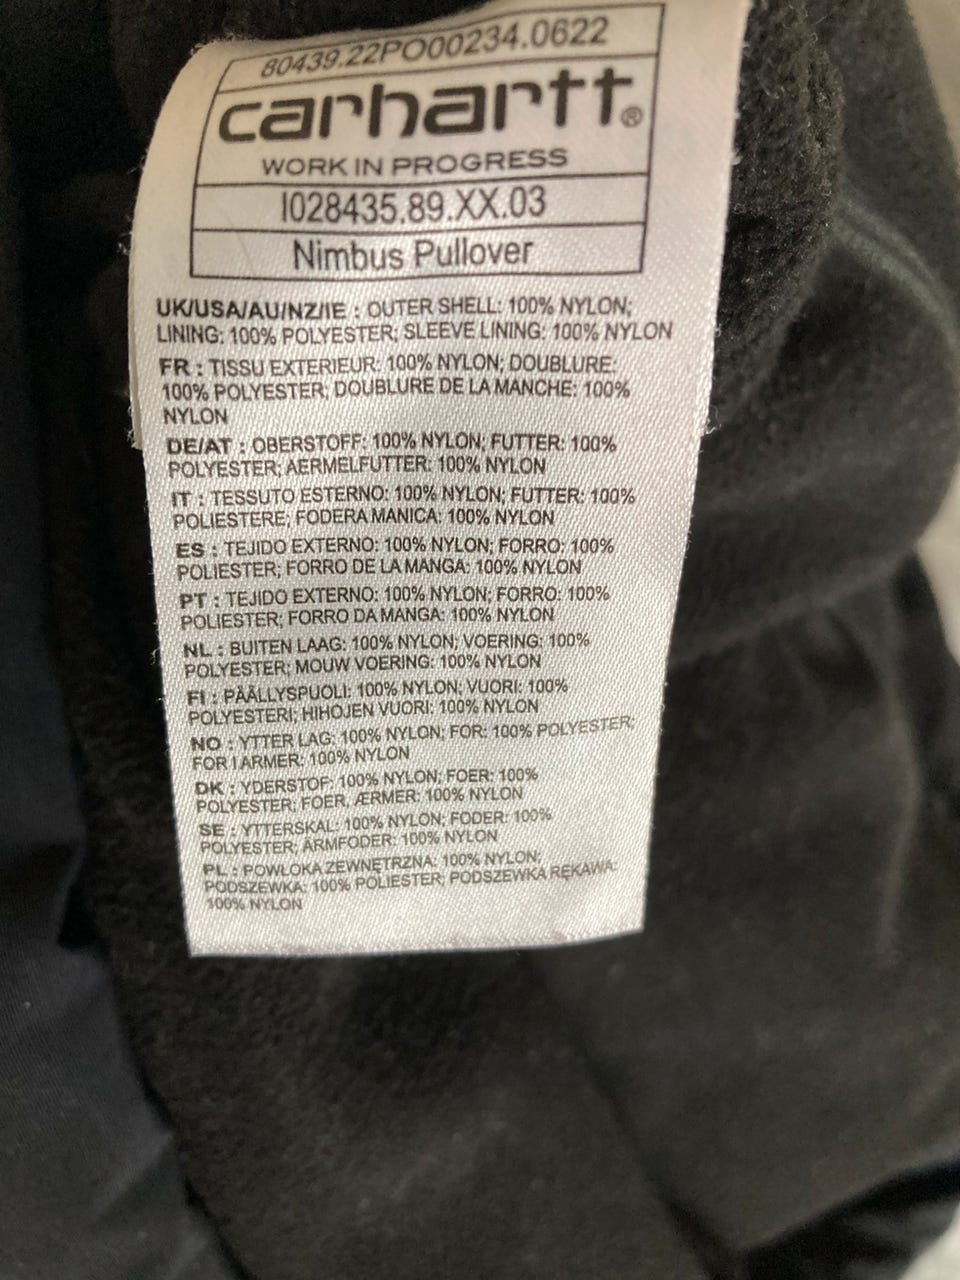 80439.22PO00234.0622
carhartt®
WORK IN PROGRESS
I028435.89.XX.03
Nimbus Pullover
UK/USA/AU/NZ/IE : OUTER SHELL: 100% NYLON;
LINING: 100% POLYESTER; SLEEVE LINING: 100% NYLON
FR : TISSU EXTERIEUR: 100% NYLON; DOUBLURE:
100% POLYESTER; DOUBLURE DE LA MANCHE: 100%
NYLON
DE/AT : OBERSTOFF: 100% NYLON; FUTTER: 100%
POLYESTER; AERMELFUTTER: 100% NYLON
IT : TESSUTO ESTERNO: 100% NYLON; FUTTER: 100%
POLIESTERE; FODERA MANICA: 100% NYLON
ES : TEJIDO EXTERNO: 100% NYLON; FORRO: 100%
POLIESTER; FORRO DE LA MANGA: 100% NYLON
PT : TEJIDO EXTERNO: 100% NYLON; FORRO: 100%
POLIESTER; FORRO DA MANGA: 100% NYLON
NL : BUITEN LAAG: 100% NYLON; VOERING: 100%
POLYESTER; MOUW VOERING: 100% NYLON
FI : PÄÄLLYSPUOLI: 100% NYLON; VUORI: 100%
POLYESTERI; HIHOJEN VUORI: 100% NYLON
NO : YTTER LAG: 100% NYLON; FOR: 100% POLYESTER;
FOR I ARMER: 100% NYLON
DK : YDERSTOF: 100% NYLON; FOER: 100%
POLYESTER; FOER, ÆRMER: 100% NYLON
SE : YTTERSKAL: 100% NYLON; FODER: 100%
POLYESTER; ÄRMFODER: 100% NYLON
PL : POWLOKA ZEWNĘTRZNA: 100% NYLON;
PODSZEWKA: 100% POLIESTER; PODSZEWKA RĘKAWA:
100% NYLON